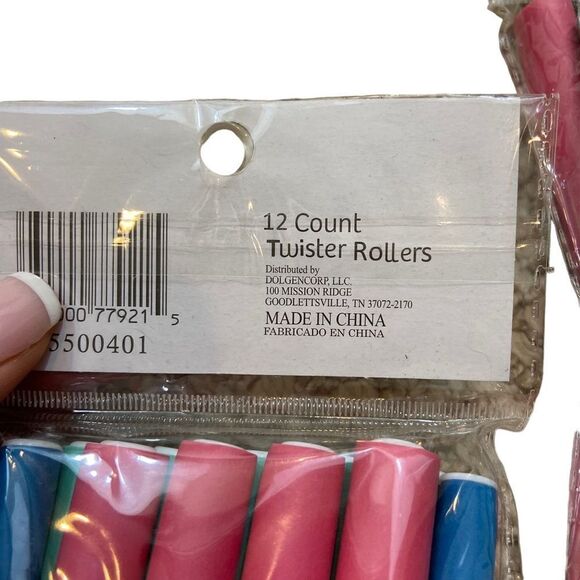 12 Count
Twister Rollers
Distributed by
DOLGENCORP, LLC.
100 MISSION RIDGE
GOODLETTSVILLE, TN 37072-2170
MADE IN CHINA
FABRICADO EN CHINA
000 77921 5
5500401